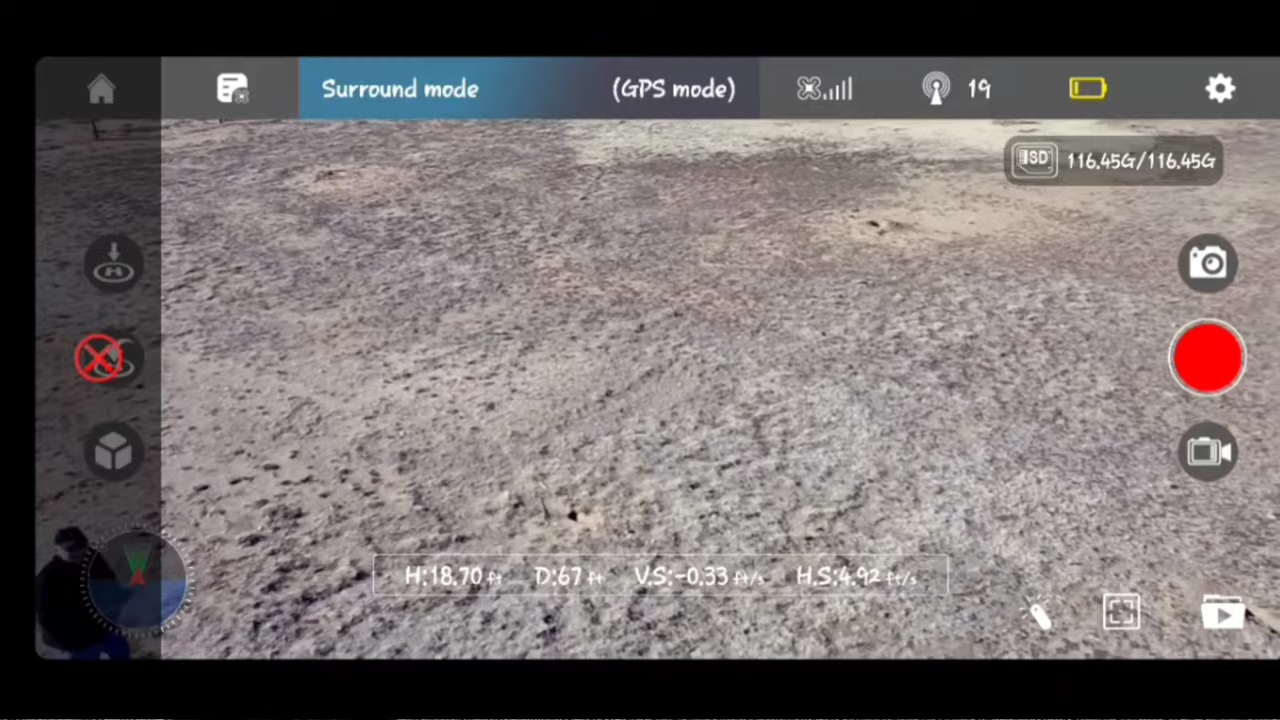 Surround mode (GPS mode) 19
SD 116.45G/116.45G
H
H:18.70 ft D:67 ft V.S:-0.33 ft/s H.S:4.92 ft/s